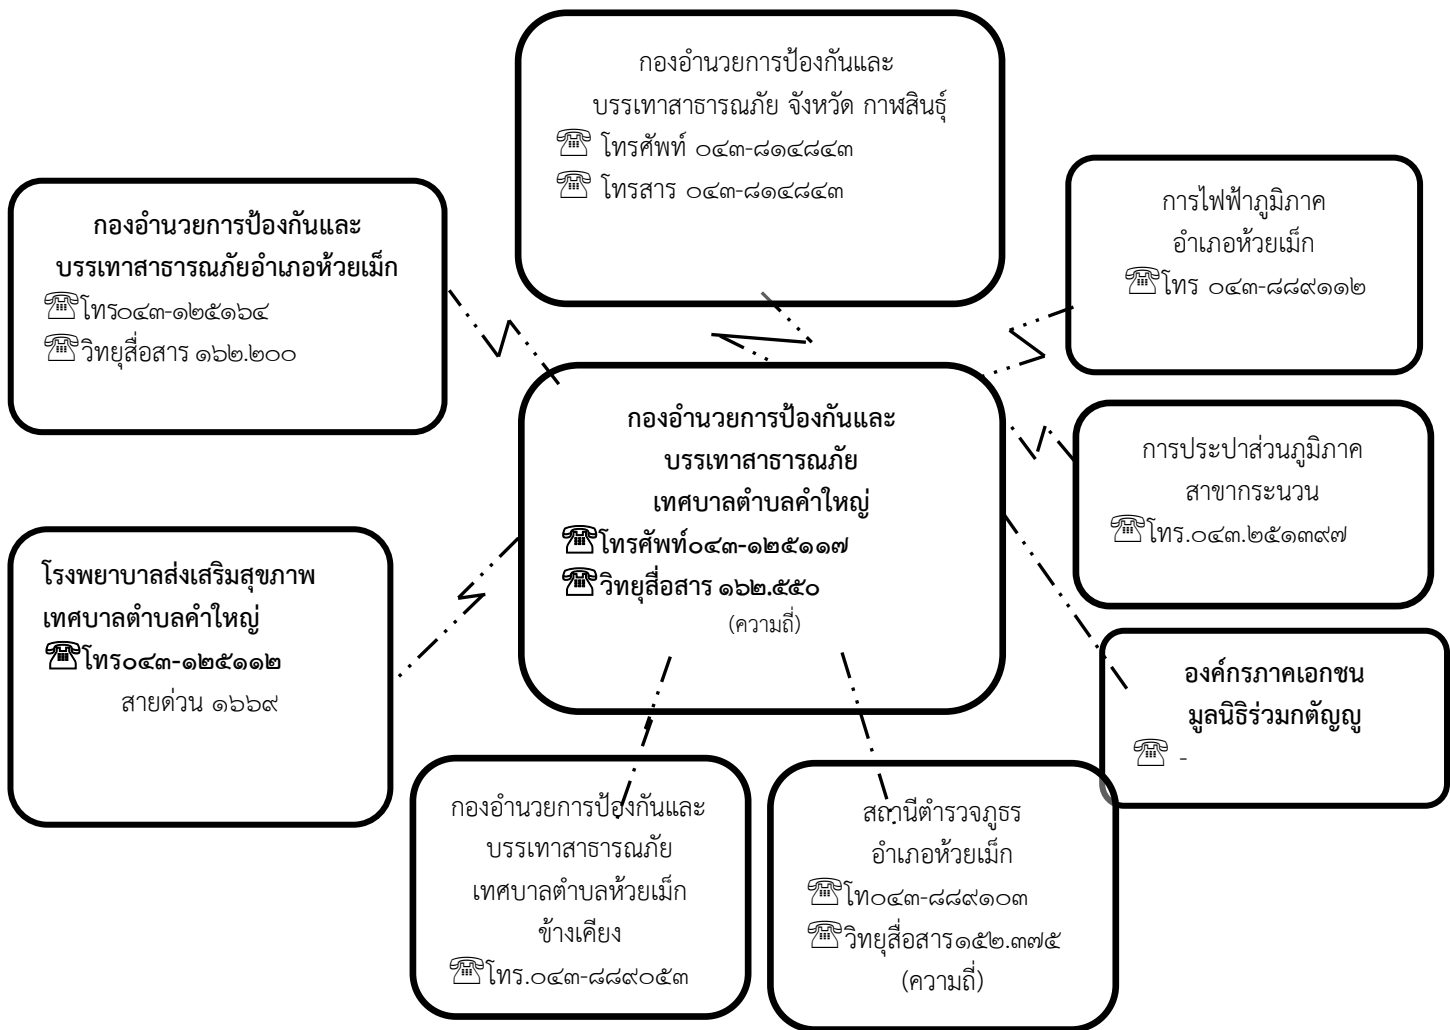 กองอำนวยการป้องกันและ
บรรเทาสาธารณภัย จังหวัด กาฬสินธุ์
☏ โทรศัพท์ ๐๔๓-๘๑๔๘๔๓
☏ โทรสาร ๐๔๓-๘๑๔๘๔๓
กองอำนวยการป้องกันและ
บรรเทาสาธารณภัยอำเภอห้วยเม็ก
☏โทร๐๔๓-๑๒๕๑๖๔
☏วิทยุสื่อสาร ๑๖๒.๒๐๐
การไฟฟ้าภูมิภาค
อำเภอห้วยเม็ก
☏โทร ๐๔๓-๘๘๙๑๑๒
กองอำนวยการป้องกันและ
บรรเทาสาธารณภัย
เทศบาลตำบลคำใหญ่
☏โทรศัพท์๐๔๓-๑๒๕๑๑๗
☏วิทยุสื่อสาร ๑๖๒.๕๕๐
(ความถี่)
การประปาส่วนภูมิภาค
สาขากระนวน
☏โทร.๐๔๓.๒๕๑๓๙๗
โรงพยาบาลส่งเสริมสุขภาพ
เทศบาลตำบลคำใหญ่
☏โทร๐๔๓-๑๒๕๑๑๒
สายด่วน ๑๖๖๙
องค์กรภาคเอกชน
มูลนิธิร่วมกตัญญู
☏ -
กองอำนวยการป้องกันและ
บรรเทาสาธารณภัย
เทศบาลตำบลห้วยเม็ก
ข้างเคียง
☏โทร.๐๔๓-๘๘๙๐๕๓
สถานีตำรวจภูธร
อำเภอห้วยเม็ก
☏โท๐๔๓-๘๘๙๑๐๓
☏วิทยุสื่อสาร๑๕๒.๓๗๕
(ความถี่)